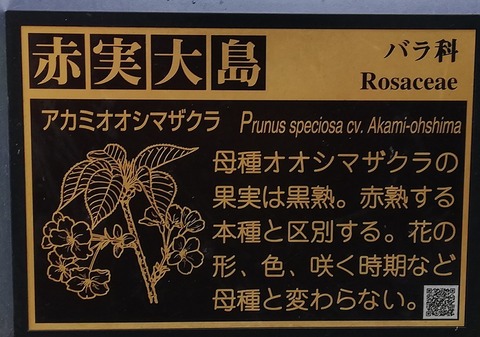 赤実大島
バラ科
Rosaceae
アカミオオシマザクラ Prunus speciosa cv. Akami-ohshima
母種オオシマザクラの
果実は黒熟。赤熟する
本種と区別する。花の
形、色、咲く時期など
母種と変わらない。